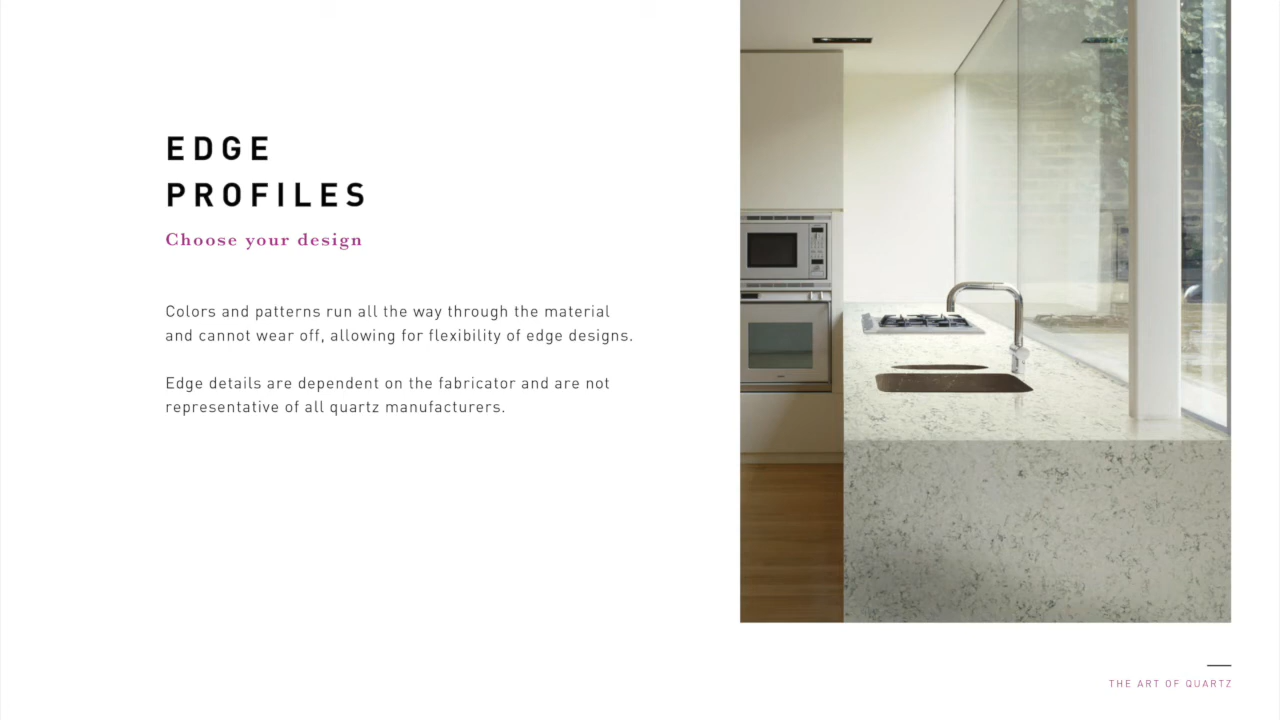 EDGE
PROFILES
Choose your design
Colors and patterns run all the way through the material
and cannot wear off, allowing for flexibility of edge designs.
Edge details are dependent on the fabricator and are not
representative of all quartz manufacturers.
THE ART OF QUARTZ